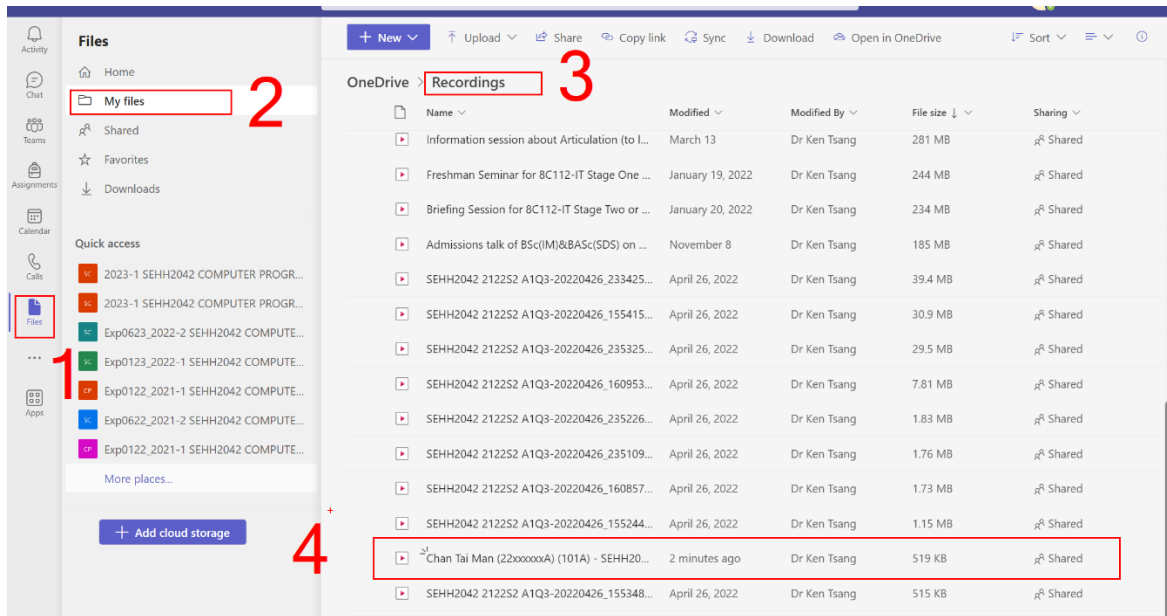 Activity
Chat
Teams
Assignments
Calendar
Calls
Files
...
Apps
1
Files
Home
My files
2
Shared
Favorites
Downloads
Quick access
SC 2023-1 SEHH2042 COMPUTER PROGR...
SC 2023-1 SEHH2042 COMPUTER PROGR...
SC Exp0623_2022-2 SEHH2042 COMPUTE...
SC Exp0123_2022-1 SEHH2042 COMPUTE...
CP Exp0122_2021-1 SEHH2042 COMPUTE...
SC Exp0622_2021-2 SEHH2042 COMPUTE...
CP Exp0122_2021-1 SEHH2042 COMPUTE...
More places...
+ Add cloud storage
+ New Upload Share Copy link Sync Download Open in OneDrive Sort
OneDrive > Recordings
3
Name Modified Modified By File size ↓ Sharing
Information session about Articulation (to l... March 13 Dr Ken Tsang 281 MB Shared
Freshman Seminar for 8C112-IT Stage One ... January 19, 2022 Dr Ken Tsang 244 MB Shared
Briefing Session for 8C112-IT Stage Two or ... January 20, 2022 Dr Ken Tsang 234 MB Shared
Admissions talk of BSc(IM)&BASc(SDS) on ... November 8 Dr Ken Tsang 185 MB Shared
SEHH2042 2122S2 A1Q3-20220426_233425... April 26, 2022 Dr Ken Tsang 39.4 MB Shared
SEHH2042 2122S2 A1Q3-20220426_155415... April 26, 2022 Dr Ken Tsang 30.9 MB Shared
SEHH2042 2122S2 A1Q3-20220426_235325... April 26, 2022 Dr Ken Tsang 29.5 MB Shared
SEHH2042 2122S2 A1Q3-20220426_160953... April 26, 2022 Dr Ken Tsang 7.81 MB Shared
SEHH2042 2122S2 A1Q3-20220426_235226... April 26, 2022 Dr Ken Tsang 1.83 MB Shared
SEHH2042 2122S2 A1Q3-20220426_235109... April 26, 2022 Dr Ken Tsang 1.76 MB Shared
SEHH2042 2122S2 A1Q3-20220426_160857... April 26, 2022 Dr Ken Tsang 1.73 MB Shared
SEHH2042 2122S2 A1Q3-20220426_155244... April 26, 2022 Dr Ken Tsang 1.15 MB Shared
4
Chan Tai Man (22xxxxxxA) (101A) - SEHH20... 2 minutes ago Dr Ken Tsang 519 KB Shared
SEHH2042 2122S2 A1Q3-20220426_155348... April 26, 2022 Dr Ken Tsang 515 KB Shared